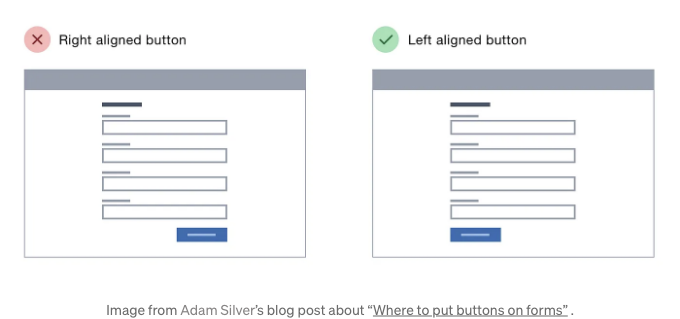 Right aligned button
Left aligned button
Image from Adam Silver’s blog post about “Where to put buttons on forms” .